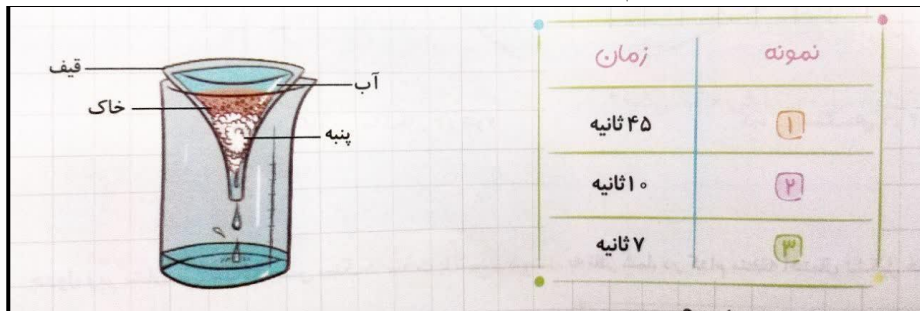 قیف
آب
خاک
پنبه
نمونه زمان
۱ ۴۵ ثانیه
۲ ۱۰ ثانیه
۳ ۷ ثانیه